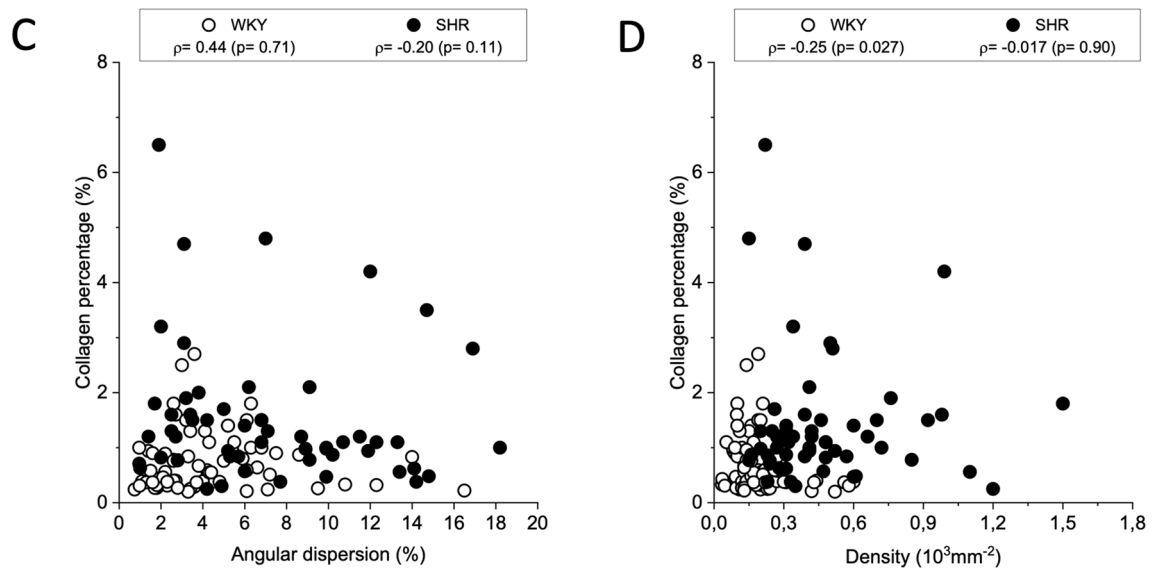 C
WKY SHR
ρ= 0.44 (p= 0.71) ρ= -0.20 (p= 0.11)
8
6
4
2
0
Collagen percentage (%)
0 2 4 6 8 10 12 14 16 18 20
Angular dispersion (%)
D
WKY SHR
ρ= -0.25 (p= 0.027) ρ= -0.017 (p= 0.90)
8
6
4
2
0
Collagen percentage (%)
0,0 0,3 0,6 0,9 1,2 1,5 1,8
Density (10³mm⁻²)